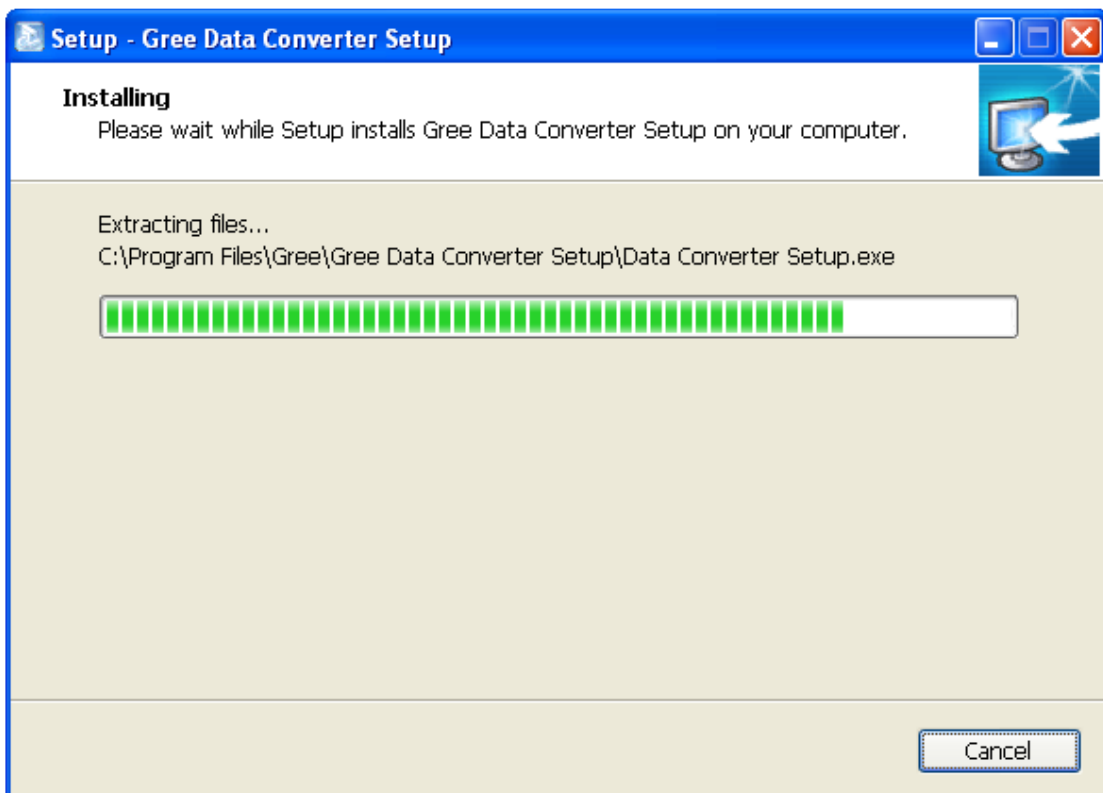 Setup - Gree Data Converter Setup
Installing
Please wait while Setup installs Gree Data Converter Setup on your computer.
Extracting files...
C:\Program Files\Gree\Gree Data Converter Setup\Data Converter Setup.exe
Cancel